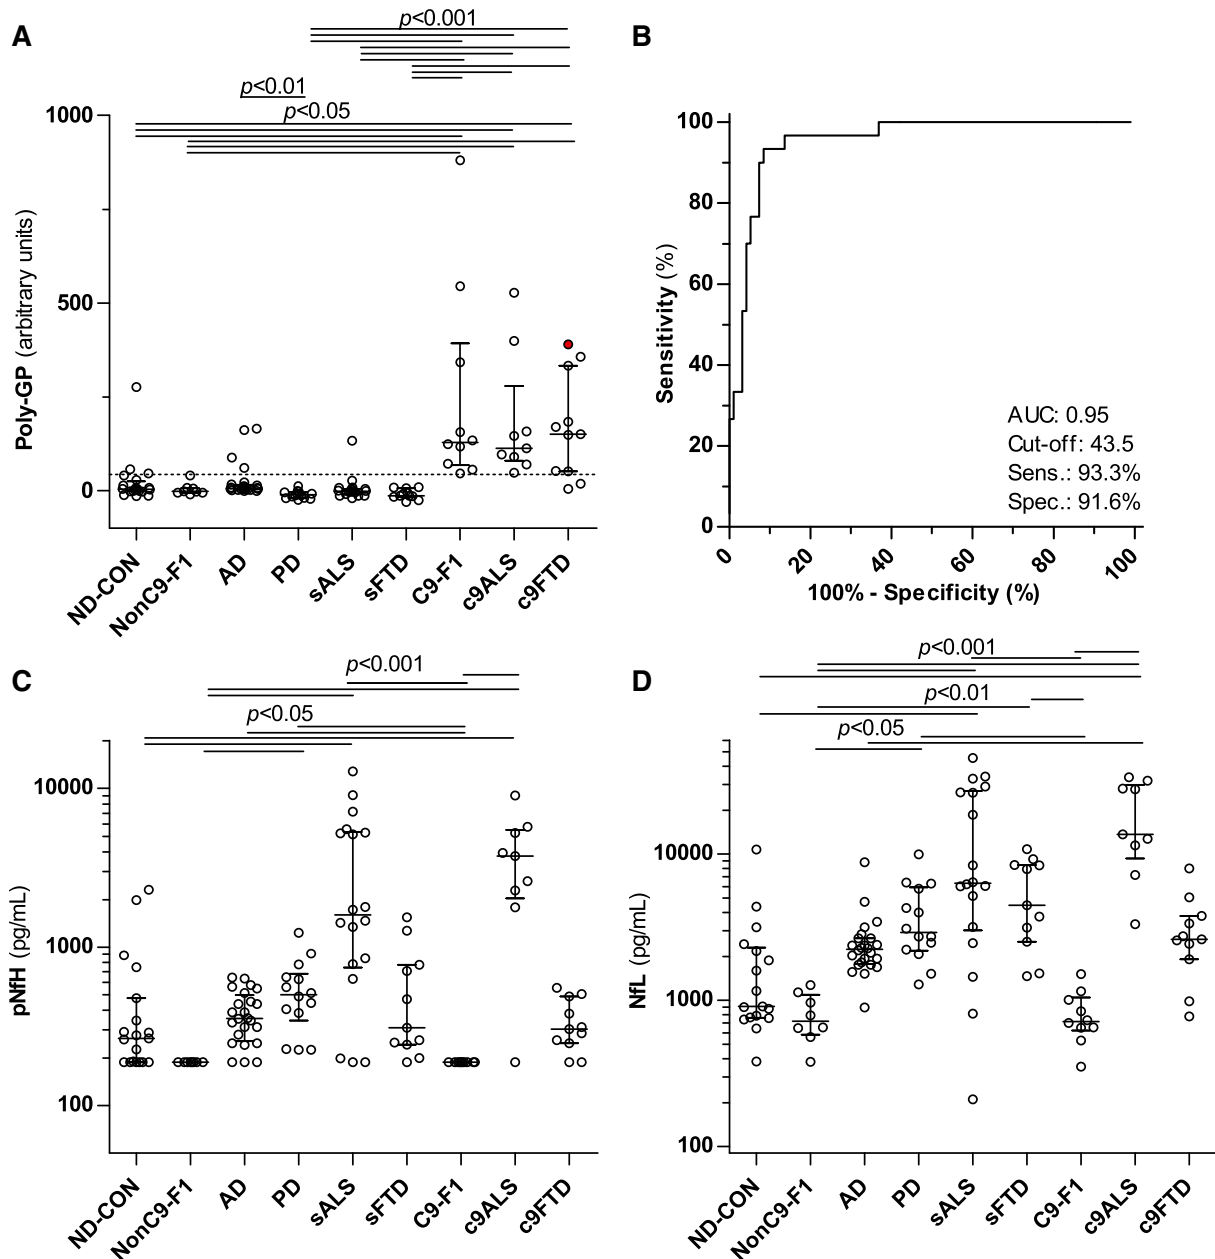 A
p<0.001
p<0.01
p<0.05
1000
500
0
Poly-GP (arbitrary units)
ND-CON
NonC9-F1
AD
PD
sALS
sFTD
C9-F1
c9ALS
c9FTD
B
100
80
60
40
20
0
Sensitivity (%)
AUC: 0.95
Cut-off: 43.5
Sens.: 93.3%
Spec.: 91.6%
0
20
40
60
80
100
100% - Specificity (%)
C
p<0.001
p<0.05
10000
1000
100
pNfH (pg/mL)
ND-CON
NonC9-F1
AD
PD
sALS
sFTD
C9-F1
c9ALS
c9FTD
D
p<0.001
p<0.01
p<0.05
10000
1000
100
NfL (pg/mL)
ND-CON
NonC9-F1
AD
PD
sALS
sFTD
C9-F1
c9ALS
c9FTD